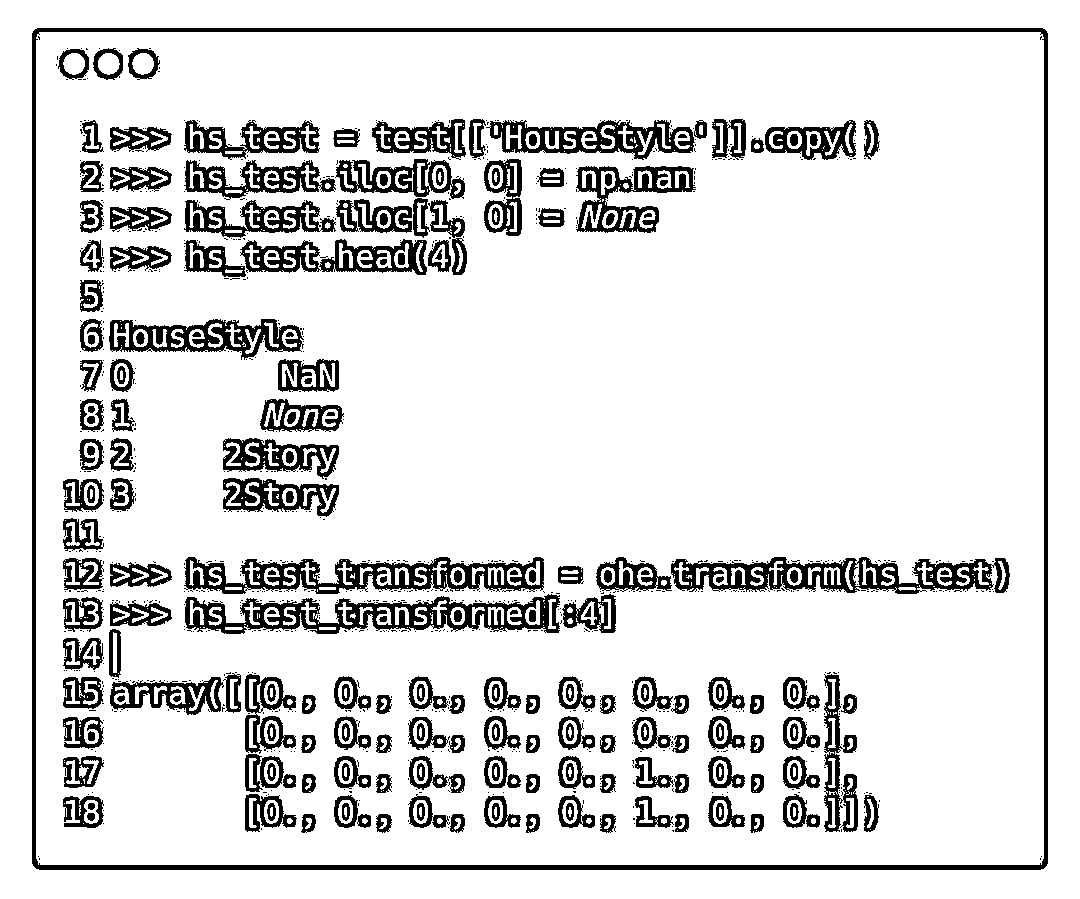 1 >>> hs_test = test[['HouseStyle']].copy()
2 >>> hs_test.iloc[0, 0] = np.nan
3 >>> hs_test.iloc[1, 0] = None
4 >>> hs_test.head(4)
5
6 HouseStyle
7 0        NaN
8 1       None
9 2     2Story
10 3     2Story
11
12 >>> hs_test_transformed = ohe.transform(hs_test)
13 >>> hs_test_transformed[:4]
14
15 array([[0., 0., 0., 0., 0., 0., 0., 0.],
16        [0., 0., 0., 0., 0., 0., 0., 0.],
17        [0., 0., 0., 0., 0., 1., 0., 0.],
18        [0., 0., 0., 0., 0., 1., 0., 0.]])